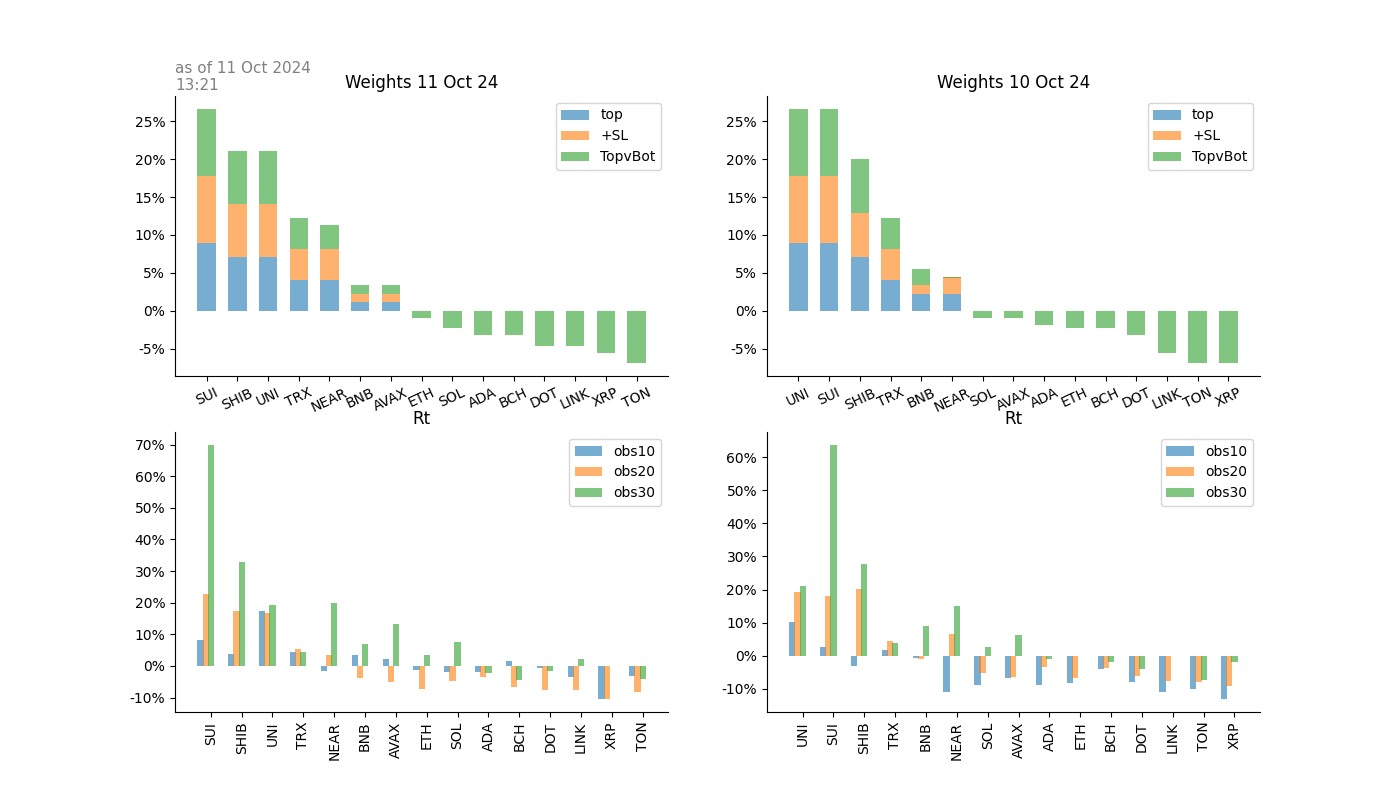 as of 11 Oct 2024
13:21
Weights 11 Oct 24
25%
20%
15%
10%
5%
0%
-5%
top
+SL
TopvBot
SUI SHIB UNI TRX NEAR BNB AVAX ETH SOL ADA BCH DOT LINK XRP TON
Weights 10 Oct 24
25%
20%
15%
10%
5%
0%
-5%
top
+SL
TopvBot
UNI SUI SHIB TRX BNB NEAR SOL AVAX ADA ETH BCH DOT LINK TON XRP
Rt
70%
60%
50%
40%
30%
20%
10%
0%
-10%
obs10
obs20
obs30
SUI SHIB UNI TRX NEAR BNB AVAX ETH SOL ADA BCH DOT LINK XRP TON
Rt
60%
50%
40%
30%
20%
10%
0%
-10%
obs10
obs20
obs30
UNI SUI SHIB TRX BNB NEAR SOL AVAX ADA ETH BCH DOT LINK TON XRP